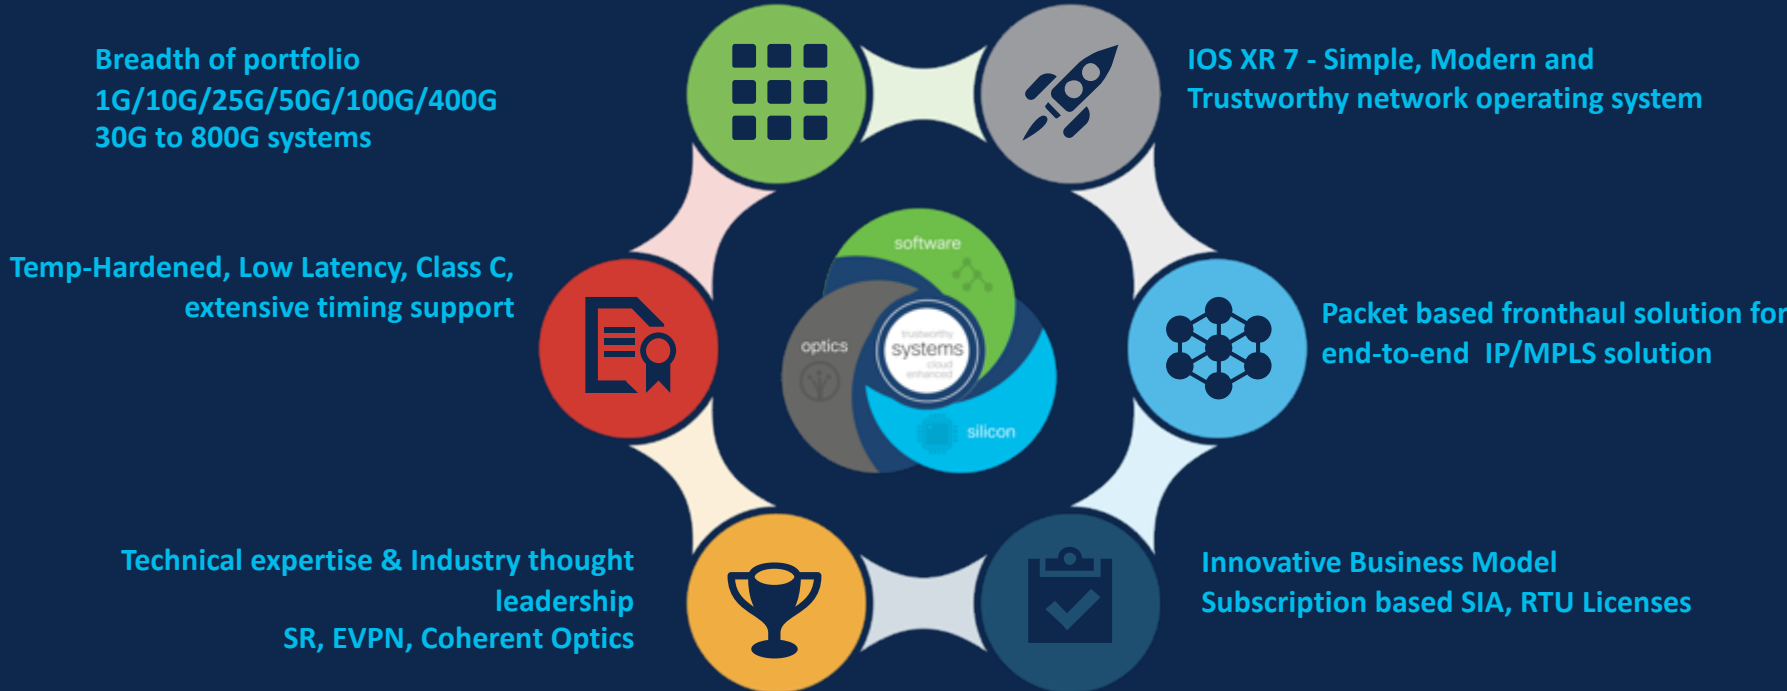 Breadth of portfolio
1G/10G/25G/50G/100G/400G
30G to 800G systems
IOS XR 7 - Simple, Modern and
Trustworthy network operating system
Temp-Hardened, Low Latency, Class C,
extensive timing support
software
optics
trustworthy
systems
cloud
enhanced
silicon
Packet based fronthaul solution for
end-to-end IP/MPLS solution
Technical expertise & Industry thought
leadership
SR, EVPN, Coherent Optics
Innovative Business Model
Subscription based SIA, RTU Licenses